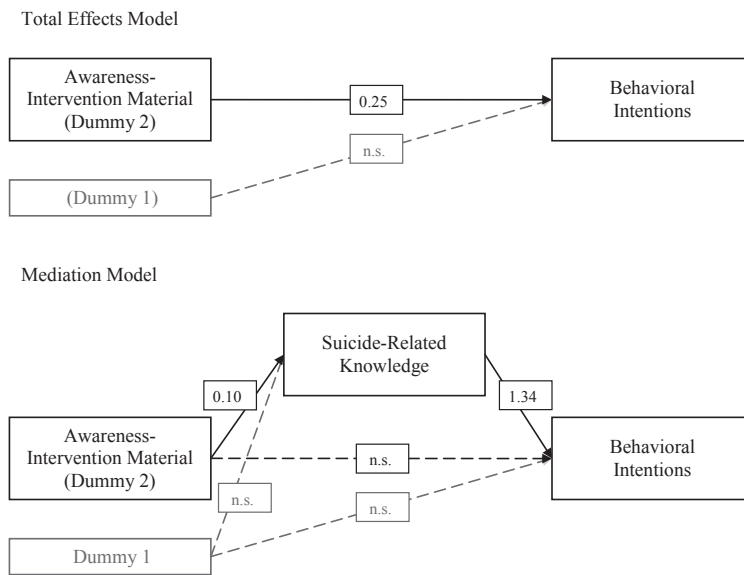 Total Effects Model
Awareness-
Intervention Material
(Dummy 2)
0.25
Behavioral
Intentions
n.s.
(Dummy 1)
Mediation Model
Suicide-Related
Knowledge
0.10
1.34
Awareness-
Intervention Material
(Dummy 2)
n.s.
Behavioral
Intentions
n.s.
n.s.
Dummy 1